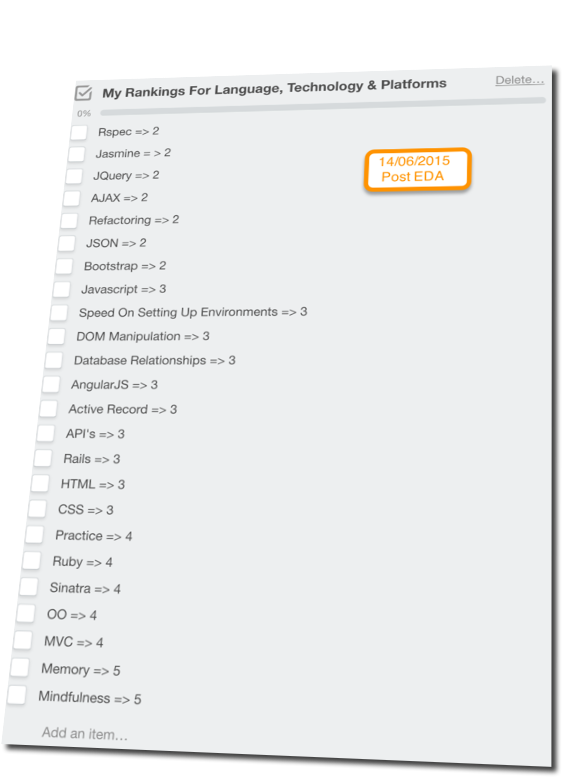 My Rankings For Language, Technology & Platforms
Delete...
0%
Rspec => 2
Jasmine = > 2
14/06/2015
Post EDA
JQuery => 2
AJAX => 2
Refactoring => 2
JSON => 2
Bootstrap => 2
Javascript => 3
Speed On Setting Up Environments => 3
DOM Manipulation => 3
Database Relationships => 3
AngularJS => 3
Active Record => 3
API's => 3
Rails => 3
HTML => 3
CSS => 3
Practice => 4
Ruby => 4
Sinatra => 4
OO => 4
MVC => 4
Memory => 5
Mindfulness => 5
Add an item...